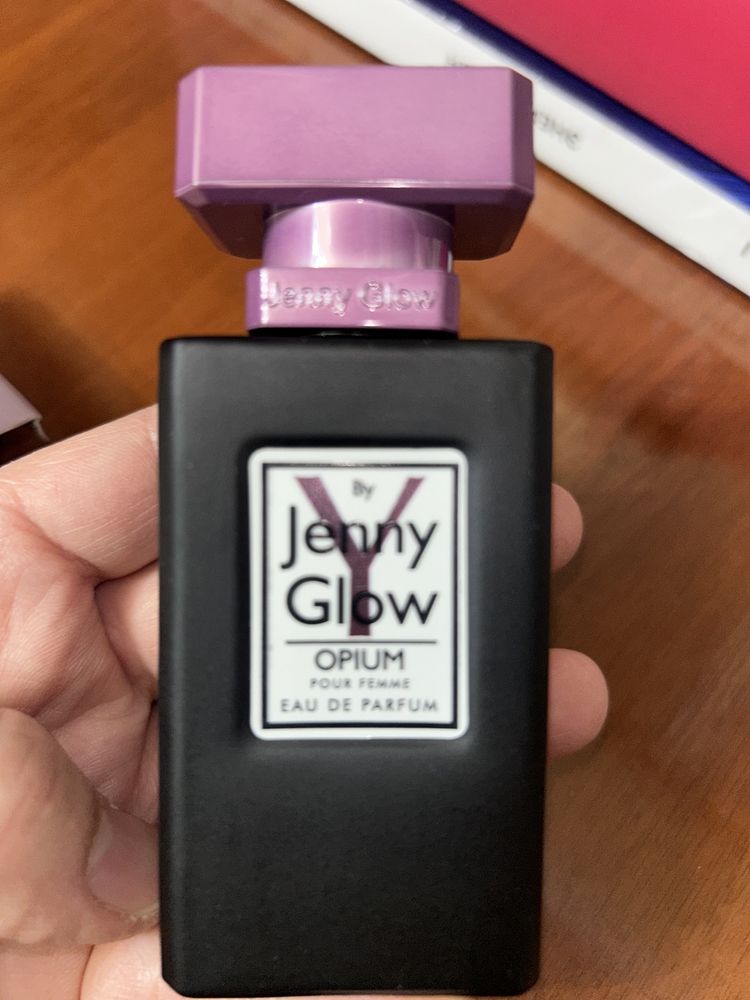 Jenny Glow
Y
By
Jenny
Glow
OPIUM
POUR FEMME
EAU DE PARFUM